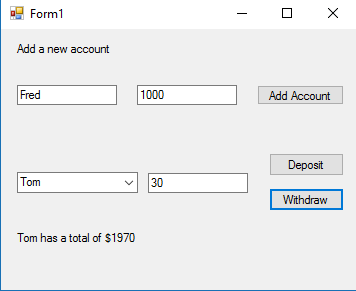 Form1
Add a new account
Fred 1000 Add Account
Deposit
Tom 30
Withdraw
Tom has a total of $1970